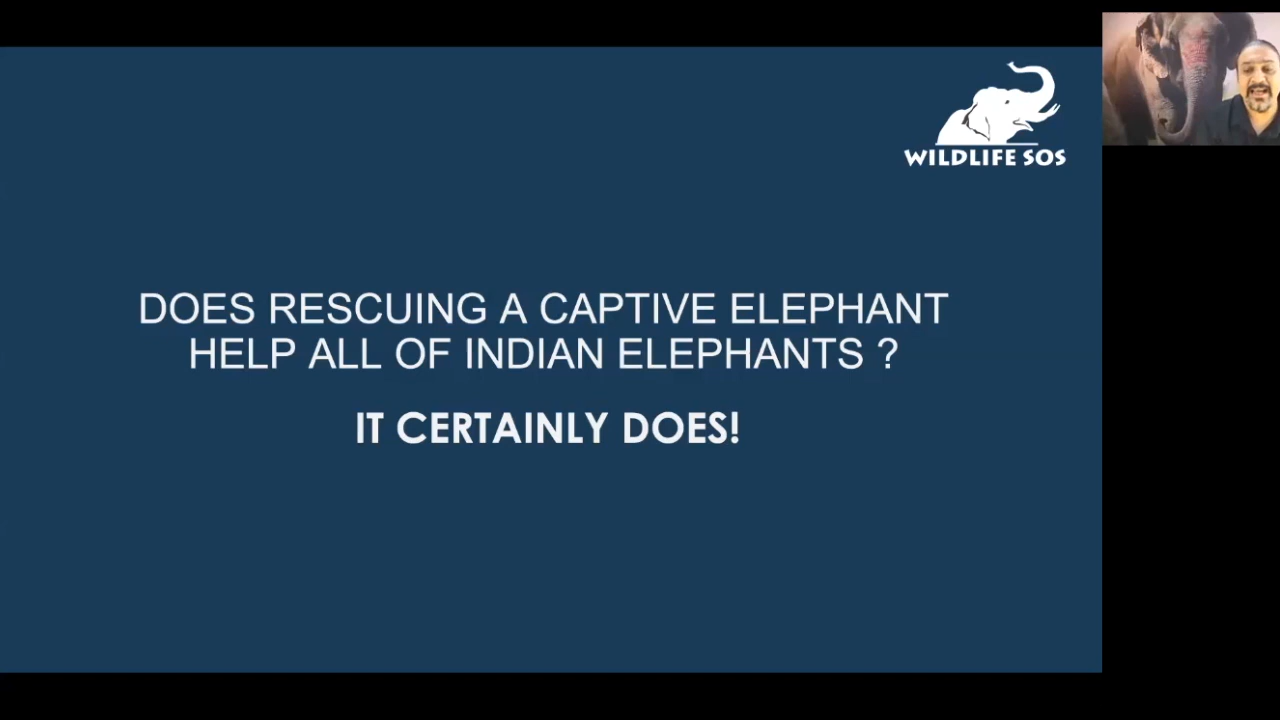 WILDLIFE SOS
DOES RESCUING A CAPTIVE ELEPHANT
HELP ALL OF INDIAN ELEPHANTS ?
IT CERTAINLY DOES!